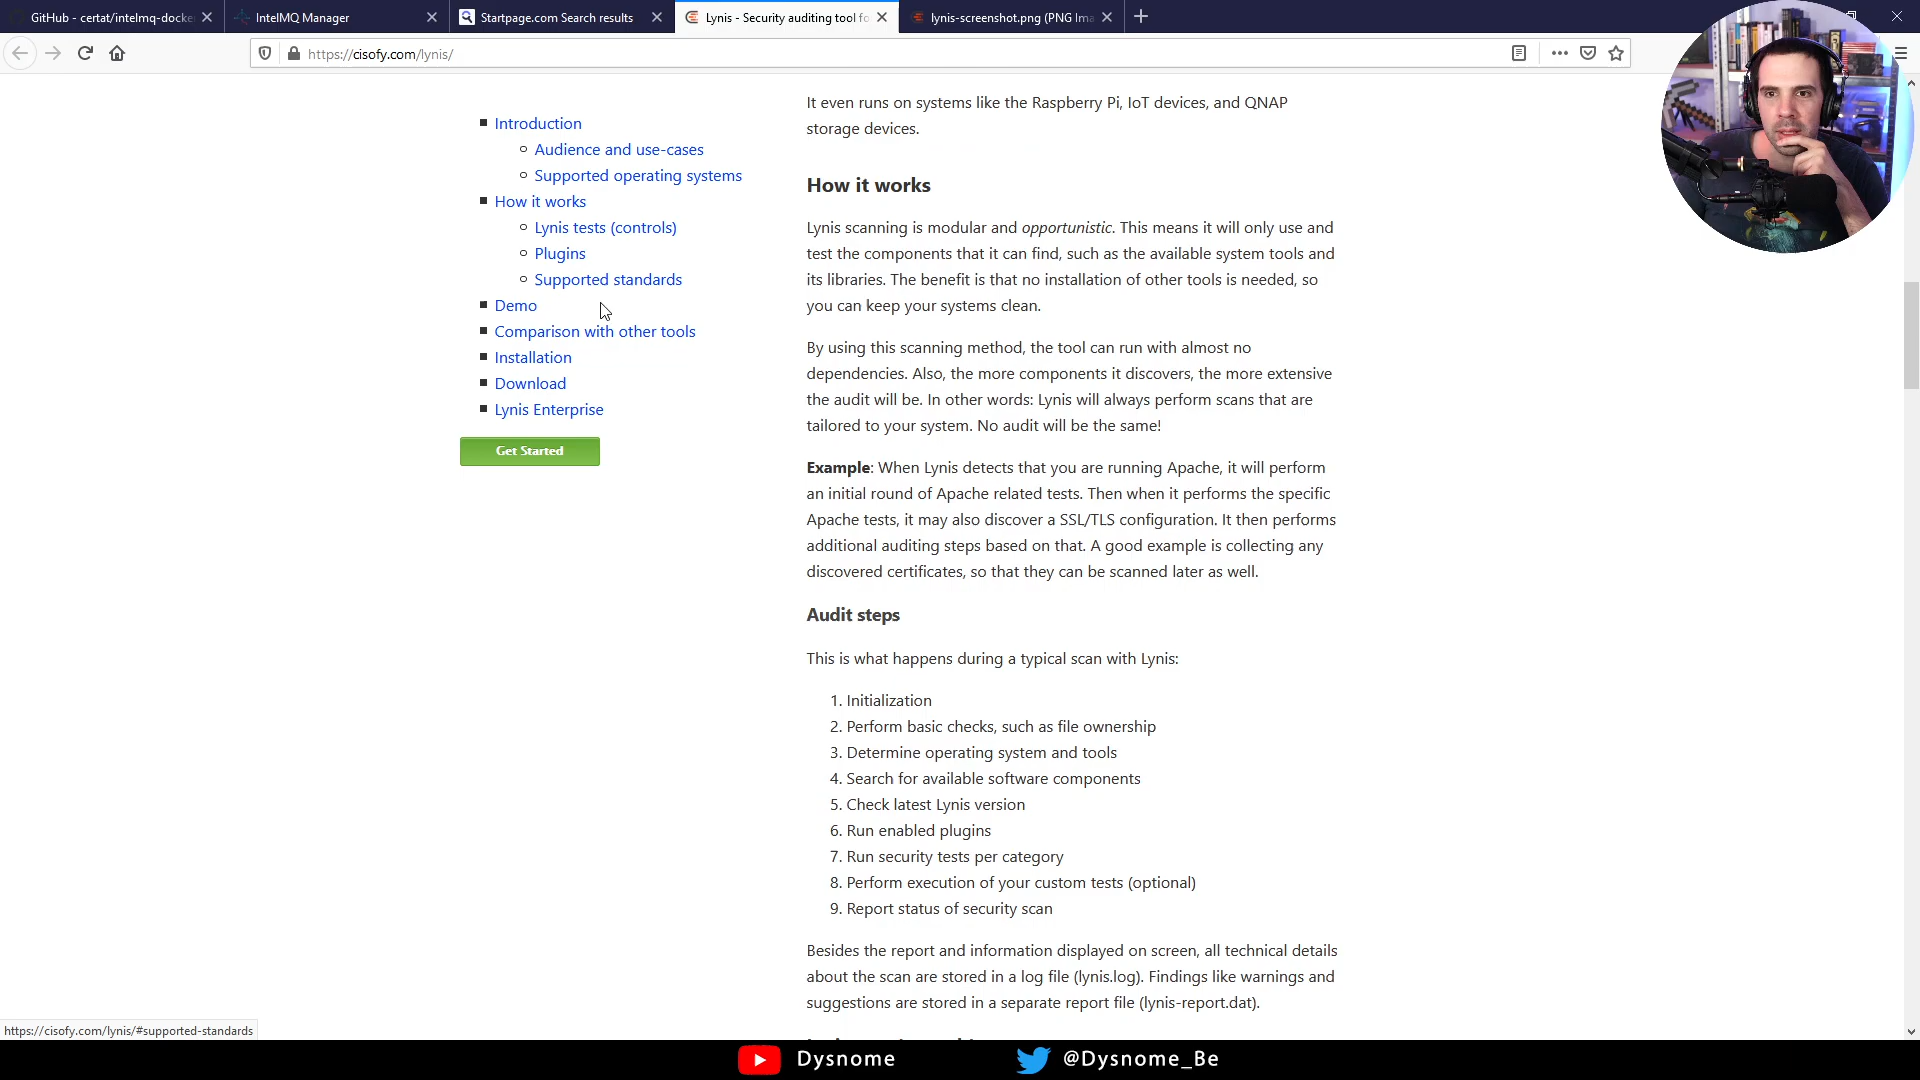 GitHub - certat/intelmq-docke
IntelMQ Manager
Startpage.com Search results
Lynis - Security auditing tool fo
lynis-screenshot.png (PNG Ima
https://cisofy.com/lynis/
Introduction
Audience and use-cases
Supported operating systems
How it works
Lynis tests (controls)
Plugins
Supported standards
Demo
Comparison with other tools
Installation
Download
Lynis Enterprise
Get Started
It even runs on systems like the Raspberry Pi, IoT devices, and QNAP
storage devices.
How it works
Lynis scanning is modular and opportunistic. This means it will only use and
test the components that it can find, such as the available system tools and
its libraries. The benefit is that no installation of other tools is needed, so
you can keep your systems clean.
By using this scanning method, the tool can run with almost no
dependencies. Also, the more components it discovers, the more extensive
the audit will be. In other words: Lynis will always perform scans that are
tailored to your system. No audit will be the same!
Example: When Lynis detects that you are running Apache, it will perform
an initial round of Apache related tests. Then when it performs the specific
Apache tests, it may also discover a SSL/TLS configuration. It then performs
additional auditing steps based on that. A good example is collecting any
discovered certificates, so that they can be scanned later as well.
Audit steps
This is what happens during a typical scan with Lynis:
1. Initialization
2. Perform basic checks, such as file ownership
3. Determine operating system and tools
4. Search for available software components
5. Check latest Lynis version
6. Run enabled plugins
7. Run security tests per category
8. Perform execution of your custom tests (optional)
9. Report status of security scan
Besides the report and information displayed on screen, all technical details
about the scan are stored in a log file (lynis.log). Findings like warnings and
suggestions are stored in a separate report file (lynis-report.dat).
https://cisofy.com/lynis/#supported-standards
Dysnome
@Dysnome_Be